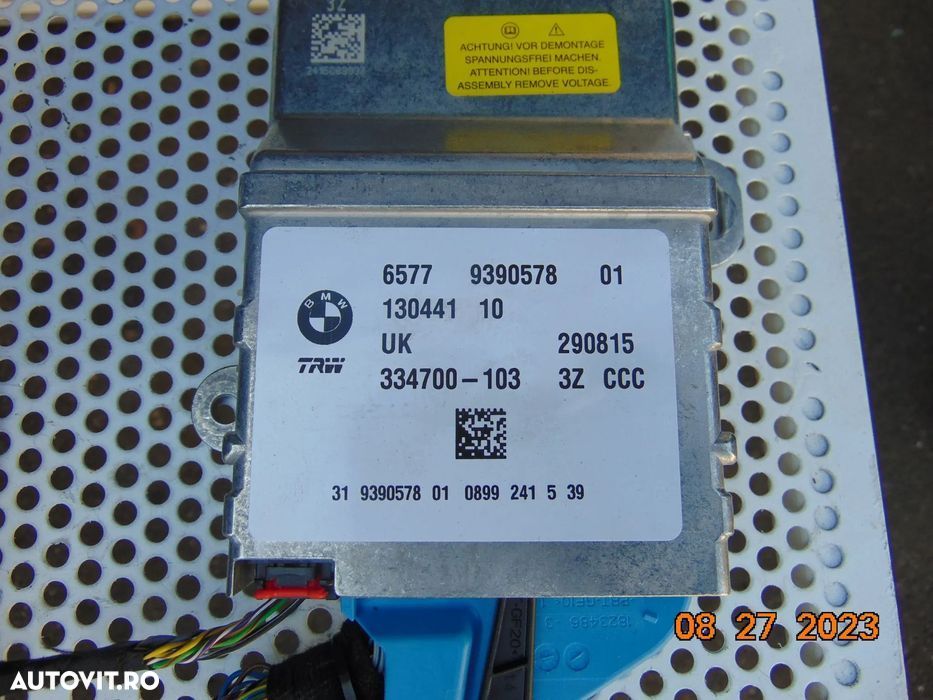 3Z
ACHTUNG! VOR DEMONTAGE
SPANNUNGSFREI MACHEN.
ATTENTION! BEFORE DIS-
ASSEMBLY REMOVE VOLTAGE.
6577 9390578 01
BMW
130441 10
UK 290815
TRW
334700-103 3Z CCC
31 9390578 01 0899 241 5 39
08 27 2023
AUTOVIT.RO